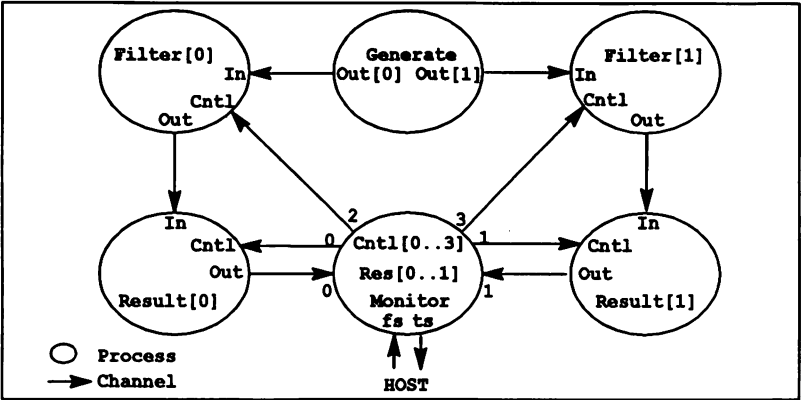 Filter[0]
In
Cntl
Out
Generate
Out[0] Out[1]
Filter[1]
In
Cntl
Out
In
Cntl
Out
Result[0]
2
3
0
1
Cntl[0..3]
Res[0..1]
0
1
Monitor
fs ts
In
Cntl
Out
Result[1]
Process
Channel
HOST